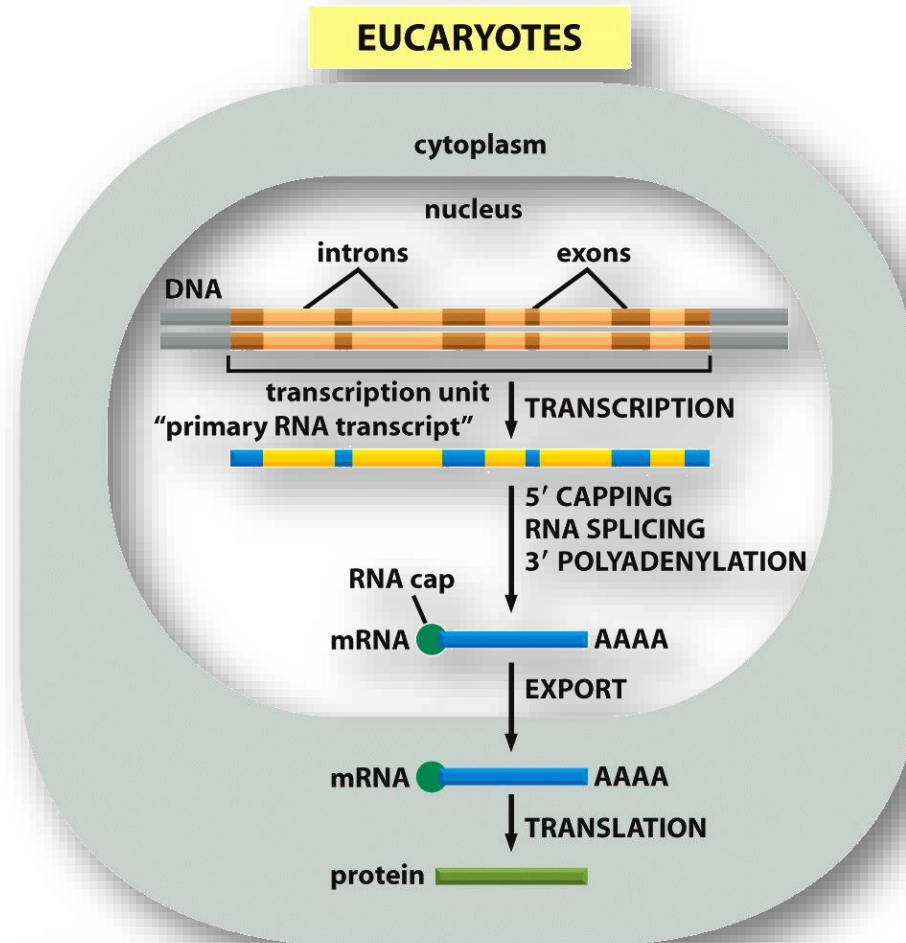 EUCARYOTES
cytoplasm
nucleus
introns
exons
DNA
transcription unit
“primary RNA transcript”
TRANSCRIPTION
5′ CAPPING
RNA SPLICING
3′ POLYADENYLATION
RNA cap
mRNA
AAAA
EXPORT
mRNA
AAAA
TRANSLATION
protein